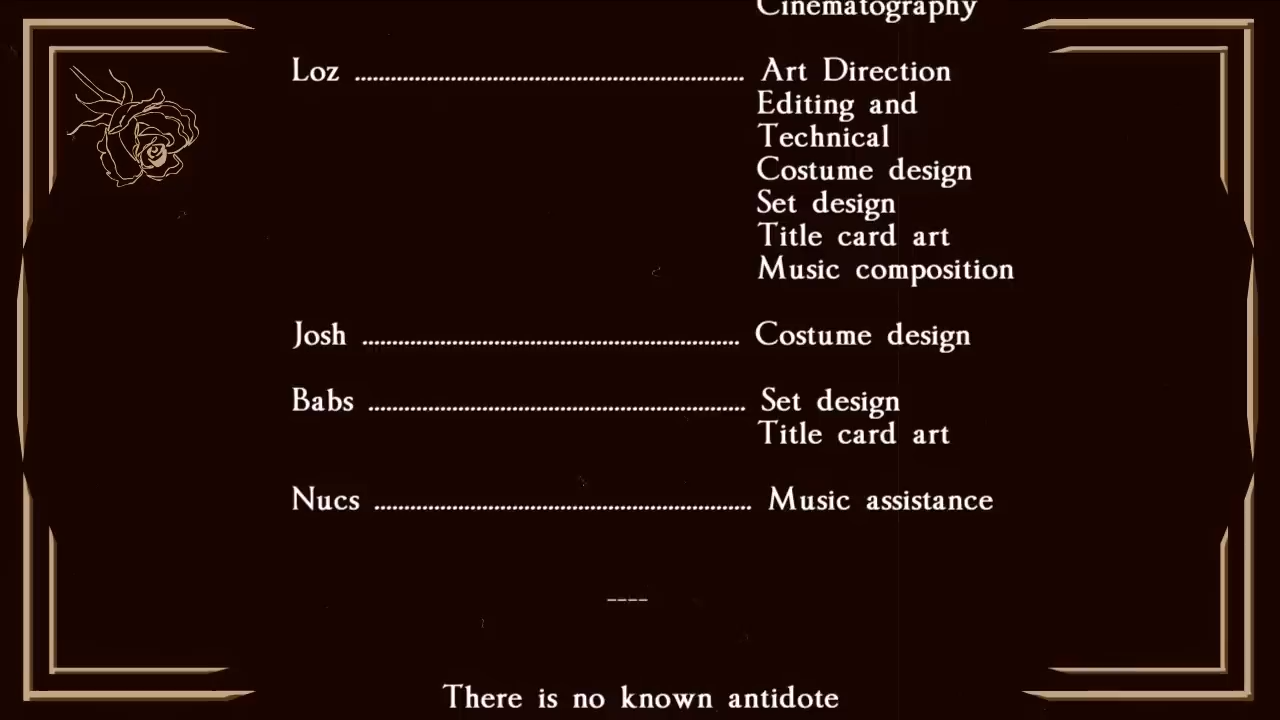 Cinematography
Loz ........................................ Art Direction
Editing and
Technical
Costume design
Set design
Title card art
Music composition
Josh ........................................ Costume design
Babs ........................................ Set design
Title card art
Nucs ........................................ Music assistance
----
There is no known antidote